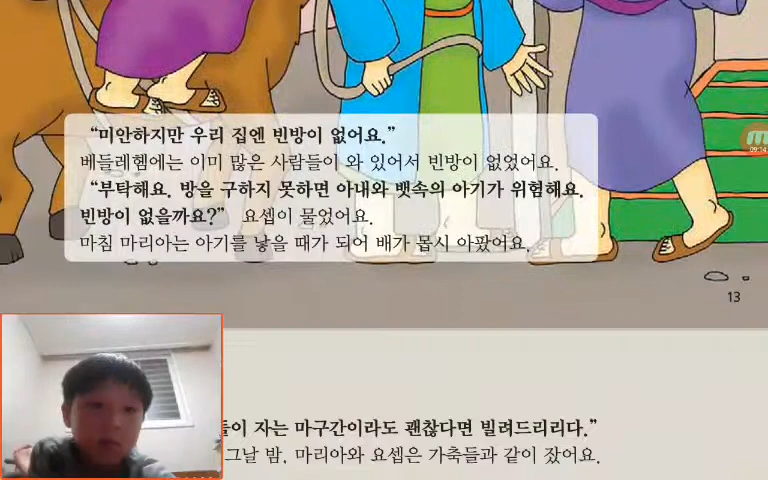 “미안하지만 우리 집엔 빈방이 없어요.”
베들레헴에는 이미 많은 사람들이 와 있어서 빈방이 없었어요.
“부탁해요. 방을 구하지 못하면 아내와 뱃속의 아기가 위험해요.
빈방이 없을까요?” 요셉이 물었어요.
마침 마리아는 아기를 낳을 때가 되어 배가 몹시 아팠어요.
09:14
13
들이 자는 마구간이라도 괜찮다면 빌려드리리다.”
그날 밤, 마리아와 요셉은 가축들과 같이 잤어요.